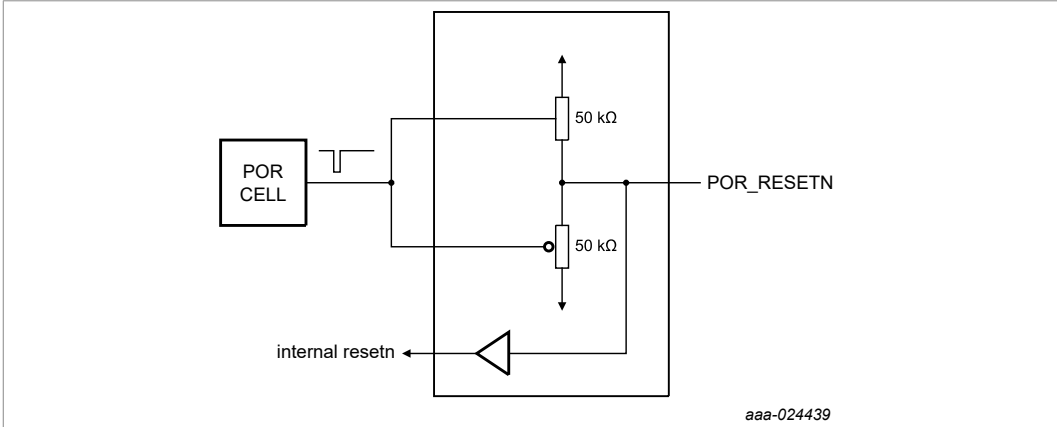 50 kΩ
POR
CELL
POR_RESETN
50 kΩ
internal resetn
aaa-024439